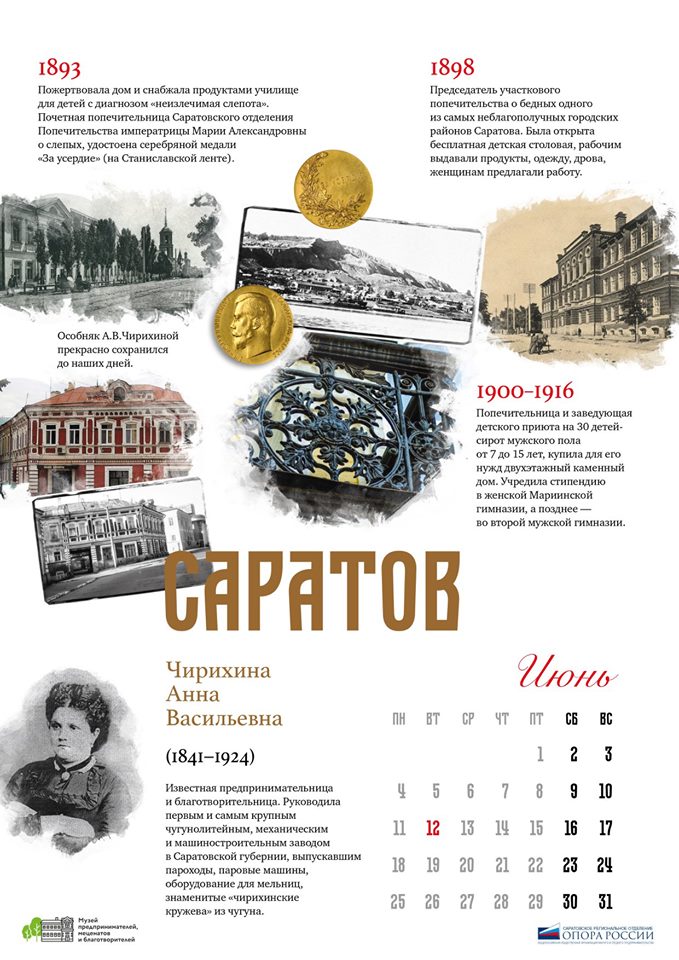 1893
Пожертвовала дом и снабжала продуктами училище
для детей с диагнозом «неизлечимая слепота».
Почетная попечительница Саратовского отделения
Попечительства императрицы Марии Александровны
о слепых, удостоена серебряной медали
«За усердие» (на Станиславской ленте).
1898
Председатель участкового
попечительства о бедных одного
из самых неблагополучных городских
районов Саратова. Была открыта
бесплатная детская столовая, рабочим
выдавали продукты, одежду, дрова,
женщинам предлагали работу.
Особняк А.В.Чирихиной
прекрасно сохранился
до наших дней.
1900–1916
Попечительница и заведующая
детского приюта на 30 детей-
сирот мужского пола
от 7 до 15 лет, купила для его
нужд двухэтажный каменный
дом. Учредила стипендию
в женской Мариинской
гимназии, а позднее —
во второй мужской гимназии.
САРАТОВ
Чирихина
Анна
Васильевна
(1841–1924)
Известная предпринимательница
и благотворительница. Руководила
первым и самым крупным
чугунолитейным, механическим
и машиностроительным заводом
в Саратовской губернии, выпускавшим
пароходы, паровые машины,
оборудование для мельниц,
знаменитые «чирихинские
кружева» из чугуна.
Июнь
ПН ВТ СР ЧТ ПТ СБ ВС
1 2 3
4 5 6 7 8 9 10
11 12 13 14 15 16 17
18 19 20 21 22 23 24
25 26 27 28 29 30 31
Музей
предпринимателей,
меценатов
и благотворителей
САРАТОВСКОЕ РЕГИОНАЛЬНОЕ ОТДЕЛЕНИЕ
ОПОРА РОССИИ